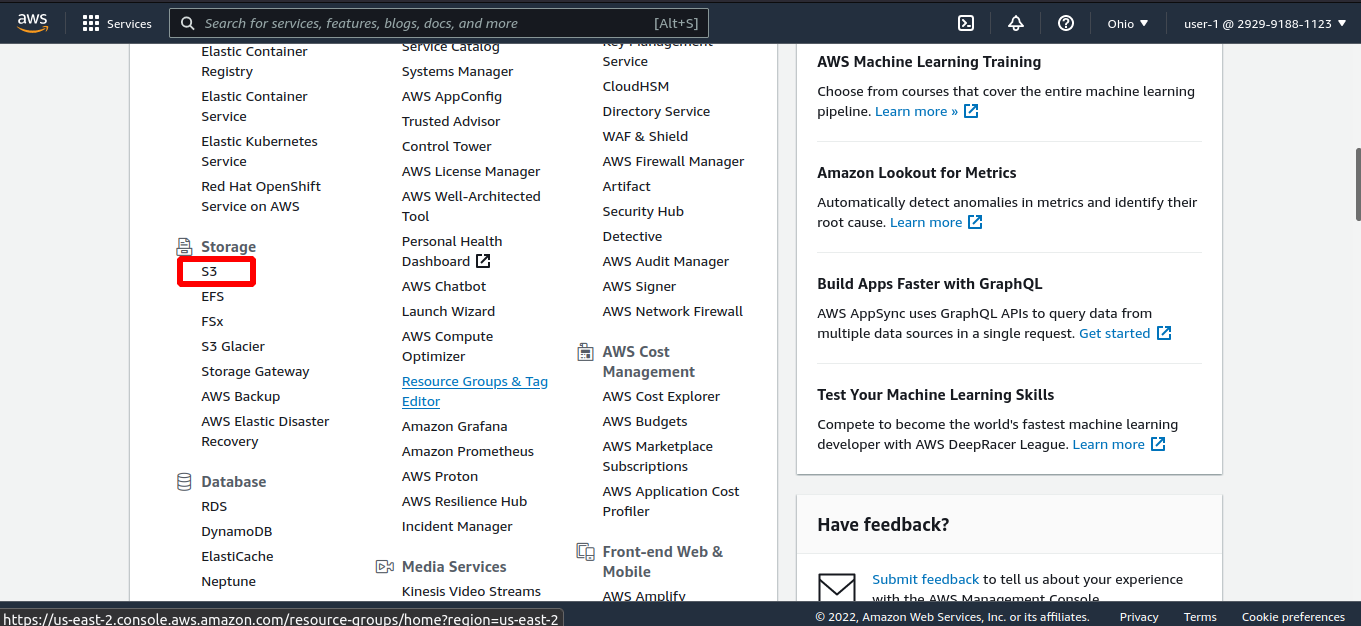 aws
Services
Search for services, features, blogs, docs, and more
[Alt+S]
Ohio
user-1 @ 2929-9188-1123
Elastic Container
Registry
Elastic Container
Service
Elastic Kubernetes
Service
Red Hat OpenShift
Service on AWS
Storage
S3
EFS
FSx
S3 Glacier
Storage Gateway
AWS Backup
AWS Elastic Disaster
Recovery
Database
RDS
DynamoDB
ElastiCache
Neptune
Service Catalog
Systems Manager
AWS AppConfig
Trusted Advisor
Control Tower
AWS License Manager
AWS Well-Architected
Tool
Personal Health
Dashboard
AWS Chatbot
Launch Wizard
AWS Compute
Optimizer
Resource Groups & Tag
Editor
Amazon Grafana
Amazon Prometheus
AWS Proton
AWS Resilience Hub
Incident Manager
Media Services
Kinesis Video Streams
Key Management
Service
CloudHSM
Directory Service
WAF & Shield
AWS Firewall Manager
Artifact
Security Hub
Detective
AWS Audit Manager
AWS Signer
AWS Network Firewall
AWS Cost
Management
AWS Cost Explorer
AWS Budgets
AWS Marketplace
Subscriptions
AWS Application Cost
Profiler
Front-end Web &
Mobile
AWS Amplify
AWS Machine Learning Training
Choose from courses that cover the entire machine learning
pipeline. Learn more »
Amazon Lookout for Metrics
Automatically detect anomalies in metrics and identify their
root cause. Learn more
Build Apps Faster with GraphQL
AWS AppSync uses GraphQL APIs to query data from
multiple data sources in a single request. Get started
Test Your Machine Learning Skills
Compete to become the world's fastest machine learning
developer with AWS DeepRacer League. Learn more
Have feedback?
Submit feedback to tell us about your experience
with the AWS Management Console.
https://us-east-2.console.aws.amazon.com/resource-groups/home?region=us-east-2
© 2022, Amazon Web Services, Inc. or its affiliates.
Privacy
Terms
Cookie preferences